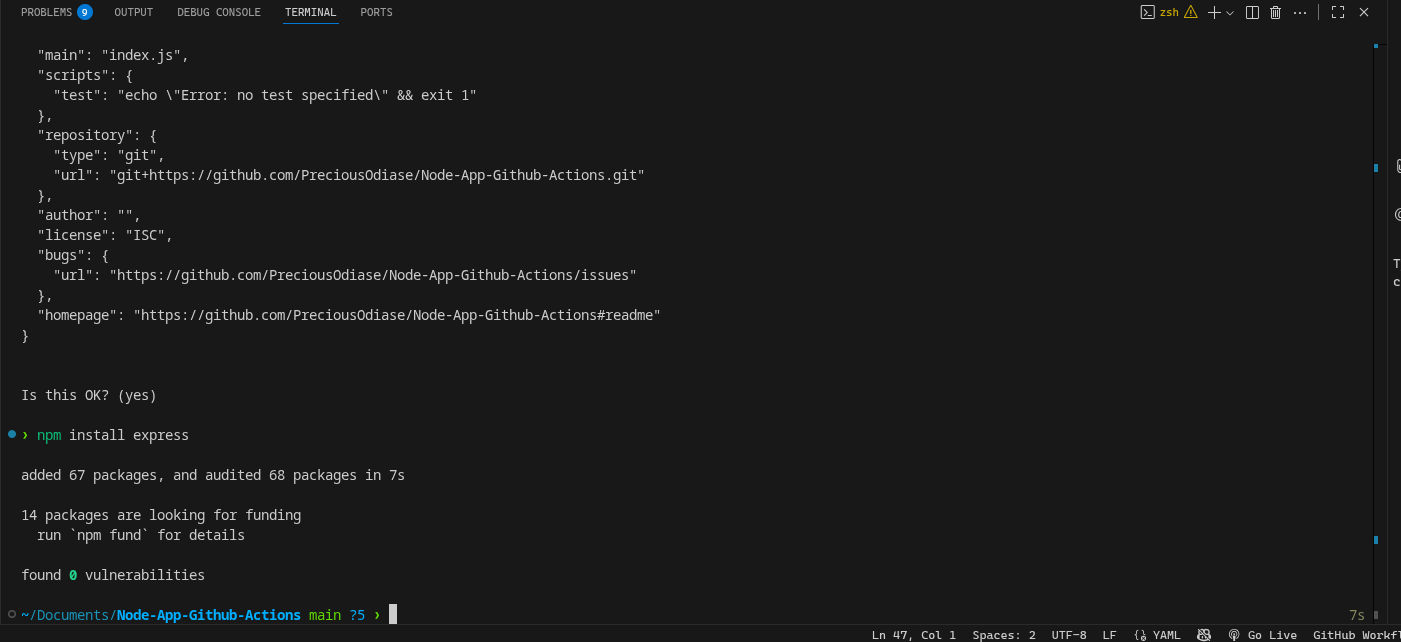 PROBLEMS 9 OUTPUT DEBUG CONSOLE TERMINAL PORTS zsh
"main": "index.js",
"scripts": {
"test": "echo \"Error: no test specified\" && exit 1"
},
"repository": {
"type": "git",
"url": "git+https://github.com/PreciousOdiase/Node-App-Github-Actions.git"
},
"author": "",
"license": "ISC",
"bugs": {
"url": "https://github.com/PreciousOdiase/Node-App-Github-Actions/issues"
},
"homepage": "https://github.com/PreciousOdiase/Node-App-Github-Actions#readme"
}
Is this OK? (yes)
› npm install express
added 67 packages, and audited 68 packages in 7s
14 packages are looking for funding
run `npm fund` for details
found 0 vulnerabilities
~/Documents/Node-App-Github-Actions main ?5 › 7s
Ln 47, Col 1 Spaces: 2 UTF-8 LF {} YAML Go Live GitHub